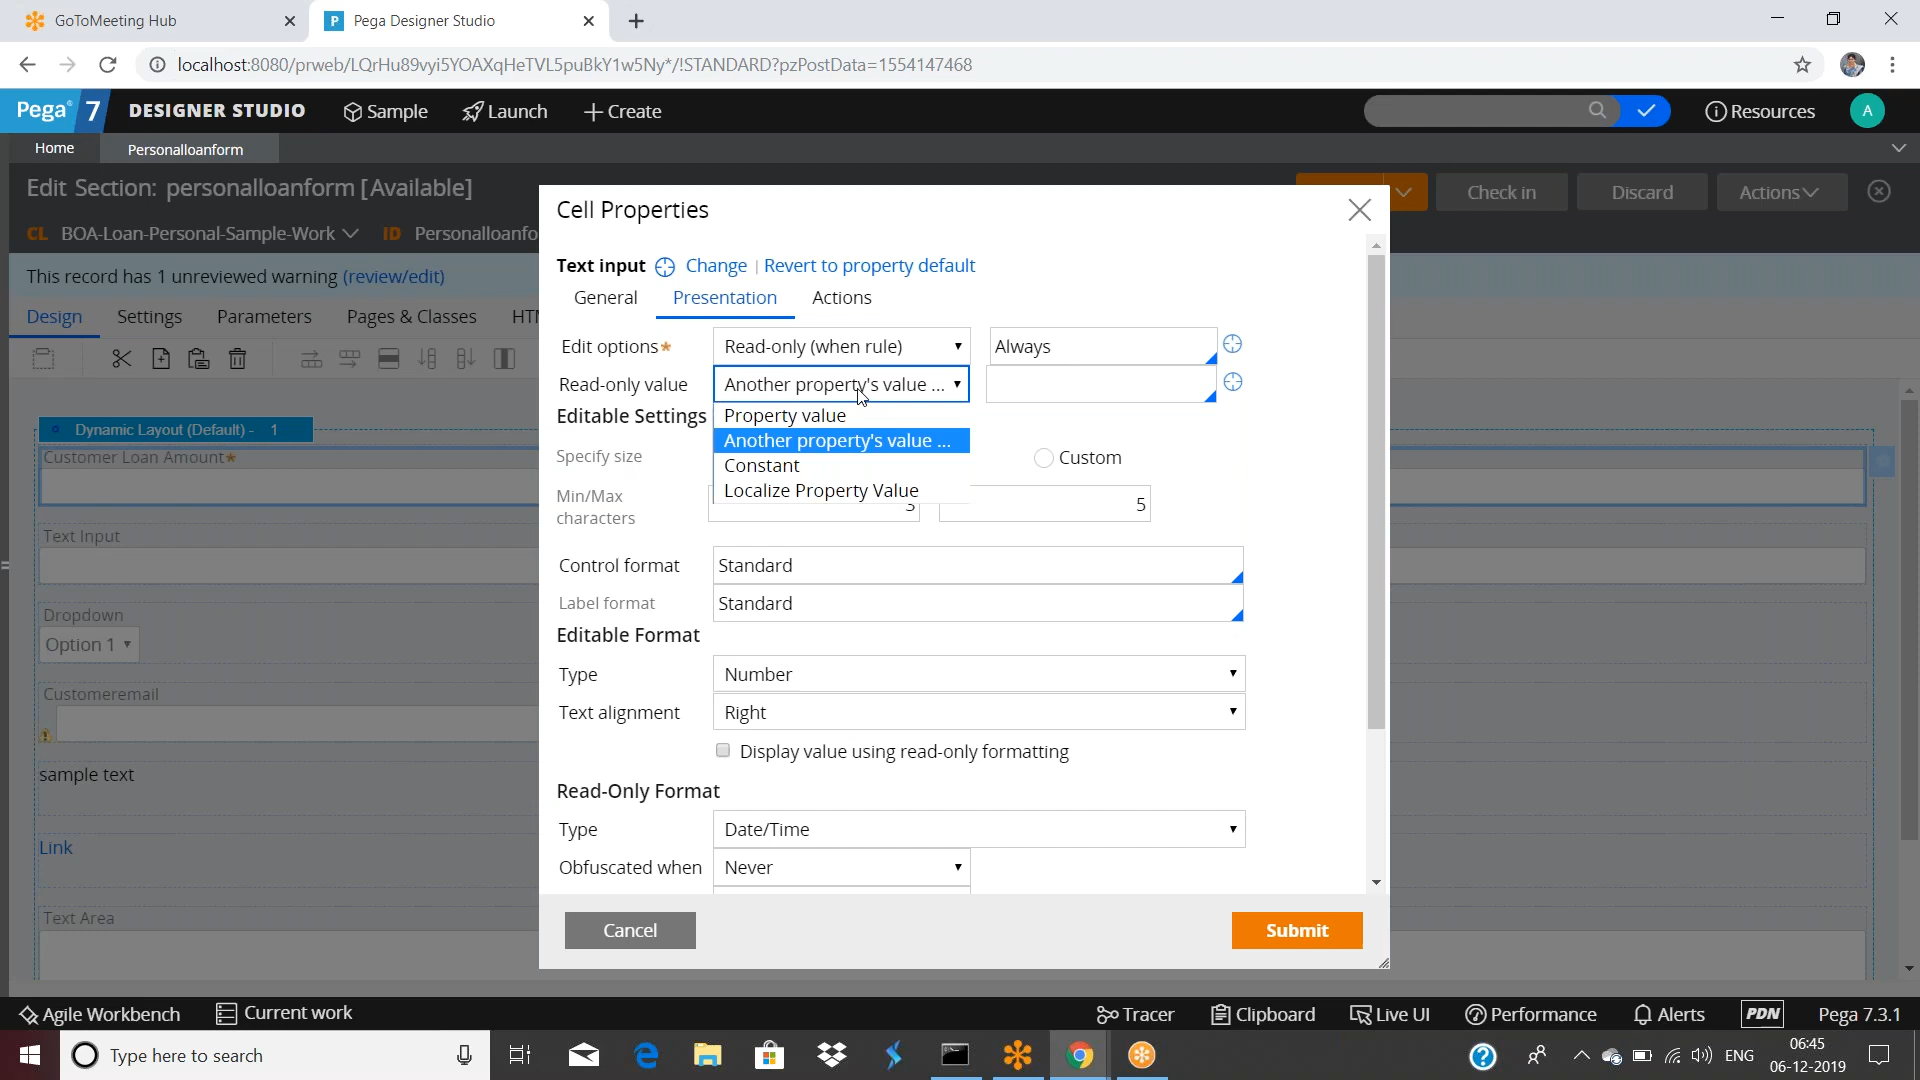 GoToMeeting Hub
Pega Designer Studio
localhost:8080/prweb/LQrHu89vyi5YOAXqHeTVL5puBkY1w5Ny*/!STANDARD?pzPostData=1554147468
Pega 7 DESIGNER STUDIO Sample Launch Create Resources A
Home Personalloanform
Edit Section: personalloanform [Available]
Check in Discard Actions
CL BOA-Loan-Personal-Sample-Work ID Personalloanfo
This record has 1 unreviewed warning (review/edit)
Design Settings Parameters Pages & Classes HT
Dynamic Layout (Default) - 1
Customer Loan Amount*
Text Input
Dropdown
Option 1
Customeremail
sample text
Link
Text Area
Cell Properties
Text input Change | Revert to property default
General Presentation Actions
Edit options* Read-only (when rule) Always
Read-only value Another property's value ...
Property value
Another property's value ...
Constant
Localize Property Value
Editable Settings
Specify size Custom
Min/Max
characters 3 5
Control format Standard
Label format Standard
Editable Format
Type Number
Text alignment Right
Display value using read-only formatting
Read-Only Format
Type Date/Time
Obfuscated when Never
Cancel Submit
Agile Workbench Current work Tracer Clipboard Live UI Performance Alerts PDN Pega 7.3.1
Type here to search
ENG
06:45
06-12-2019